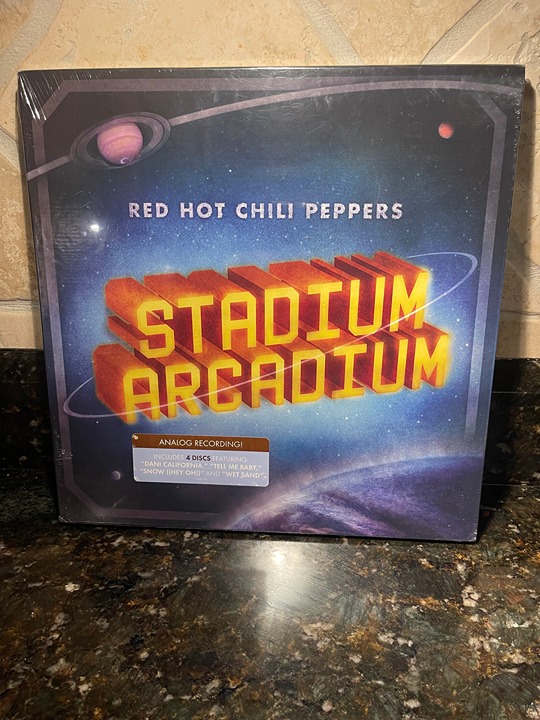 RED HOT CHILI PEPPERS
STADIUM
ARCADIUM
ANALOG RECORDING!
INCLUDES 4 DISCS FEATURING
"DANI CALIFORNIA," "TELL ME BABY,"
"SNOW ((HEY OH))" AND "WET SAND".